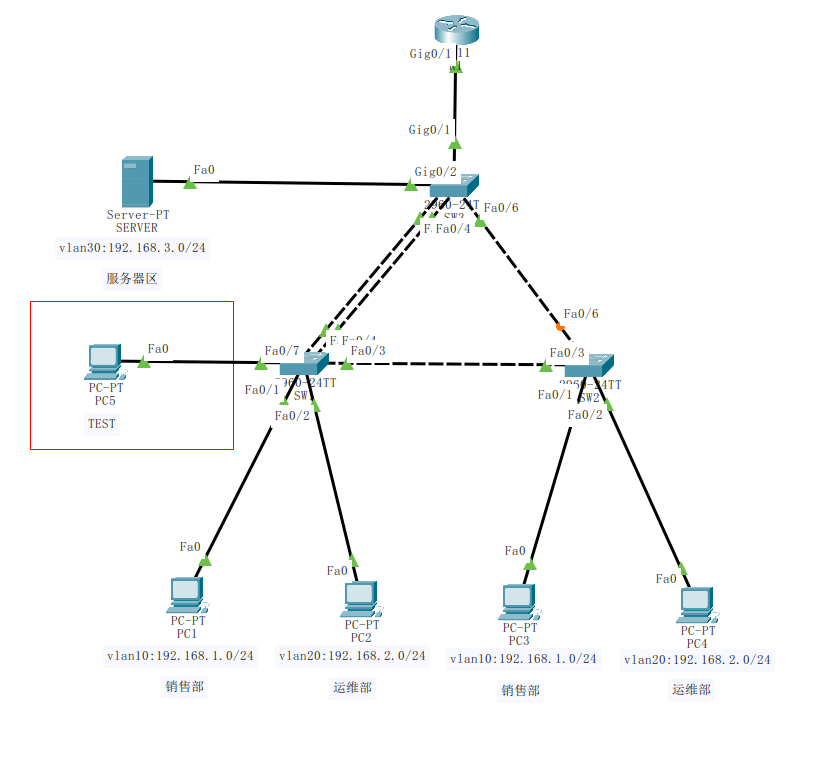 Gig0/1
Gig0/1
Gig0/2
Fa0
Server-PT
SERVER
vlan30:192.168.3.0/24
服务器区
Fa0/4
Fa0/6
Fa0/6
Fa0
PC-PT
PC5
TEST
Fa0/7
Fa0/3
Fa0/1
Fa0/2
Fa0/3
SW2
Fa0/1
Fa0/2
Fa0
PC-PT
PC1
vlan10:192.168.1.0/24
销售部
Fa0
PC-PT
PC2
vlan20:192.168.2.0/24
运维部
Fa0
PC-PT
PC3
vlan10:192.168.1.0/24
销售部
Fa0
PC-PT
PC4
vlan20:192.168.2.0/24
运维部